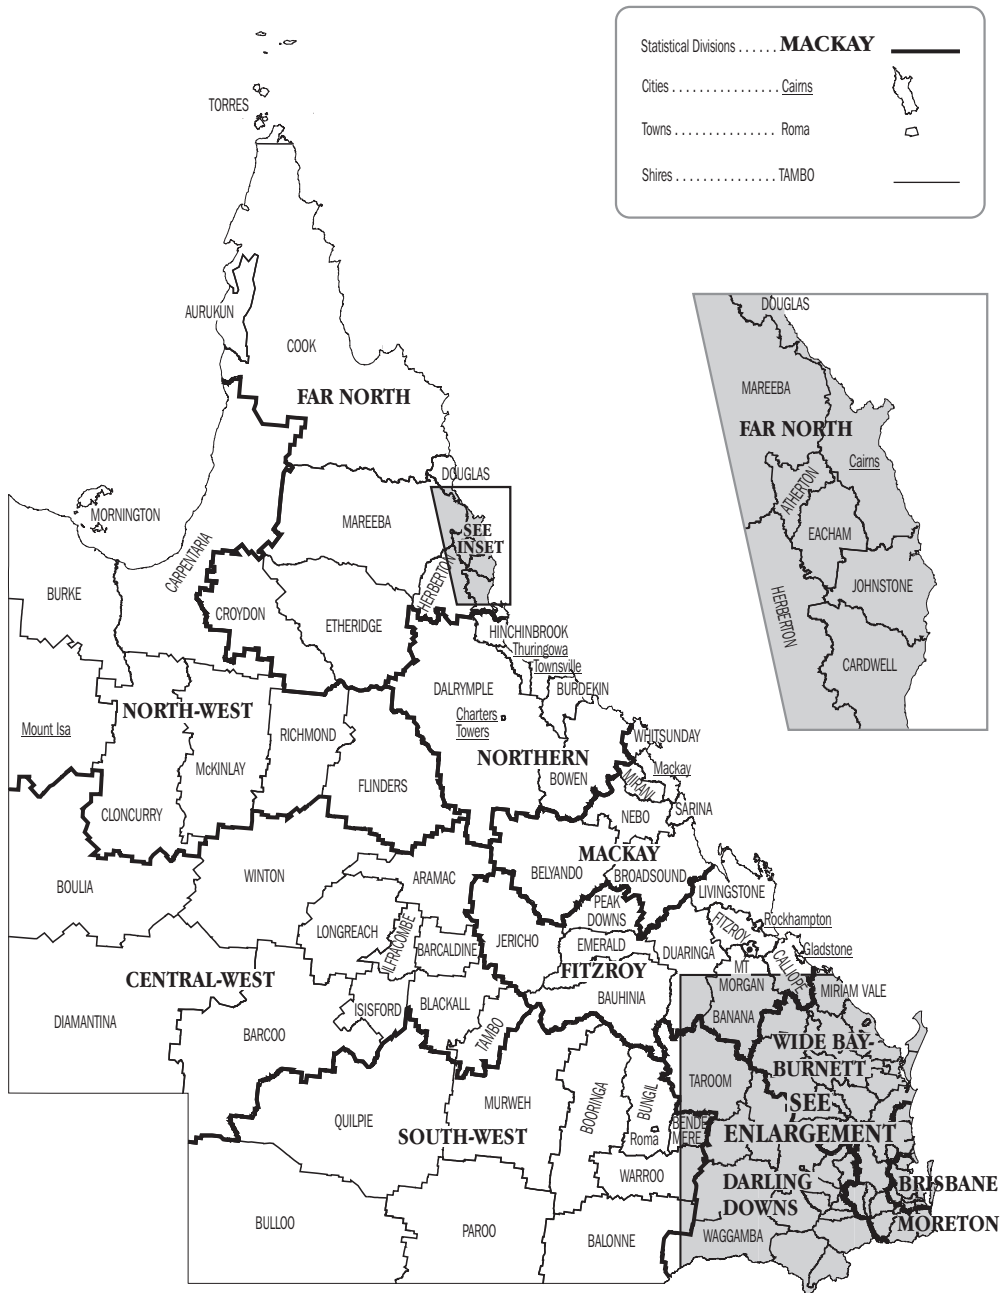 Statistical Divisions . . . . . . MACKAY
Cities . . . . . . . . . . . . . . . . Cairns
Towns . . . . . . . . . . . . . . . Roma
Shires . . . . . . . . . . . . . . . TAMBO
TORRES
AURUKUN
COOK
FAR NORTH
DOUGLAS
MAREEBA
SEE
INSET
HERBERTON
MORNINGTON
CARPENTARIA
BURKE
CROYDON
ETHERIDGE
DOUGLAS
MAREEBA
FAR NORTH
Cairns
ATHERTON
EACHAM
JOHNSTONE
HERBERTON
CARDWELL
HINCHINBROOK
Thuringowa
Townsville
DALRYMPLE
BURDEKIN
Charters
Towers
NORTH-WEST
Mount Isa
RICHMOND
McKINLAY
FLINDERS
CLONCURRY
NORTHERN
BOWEN
WHITSUNDAY
Mackay
MIRANI
SARINA
NEBO
MACKAY
BELYANDO
BROADSOUND
BOULIA
WINTON
ARAMAC
LIVINGSTONE
PEAK
DOWNS
LONGREACH
ILFRACOMBE
BARCALDINE
JERICHO
EMERALD
FITZROY
Rockhampton
Gladstone
DUARINGA
CALLIOPE
MT
MORGAN
MIRIAM VALE
CENTRAL-WEST
FITZROY
BAUHINIA
BANANA
DIAMANTINA
BARCOO
ISISFORD
BLACKALL
TAMBO
WIDE BAY-
BURNETT
TAROOM
SEE
ENLARGEMENT
QUILPIE
MURWEH
BOORINGA
BUNGIL
Roma
BENDE
MERE
SOUTH-WEST
WARROO
DARLING
DOWNS
BRISBANE
MORETON
BULLOO
PAROO
BALONNE
WAGGAMBA